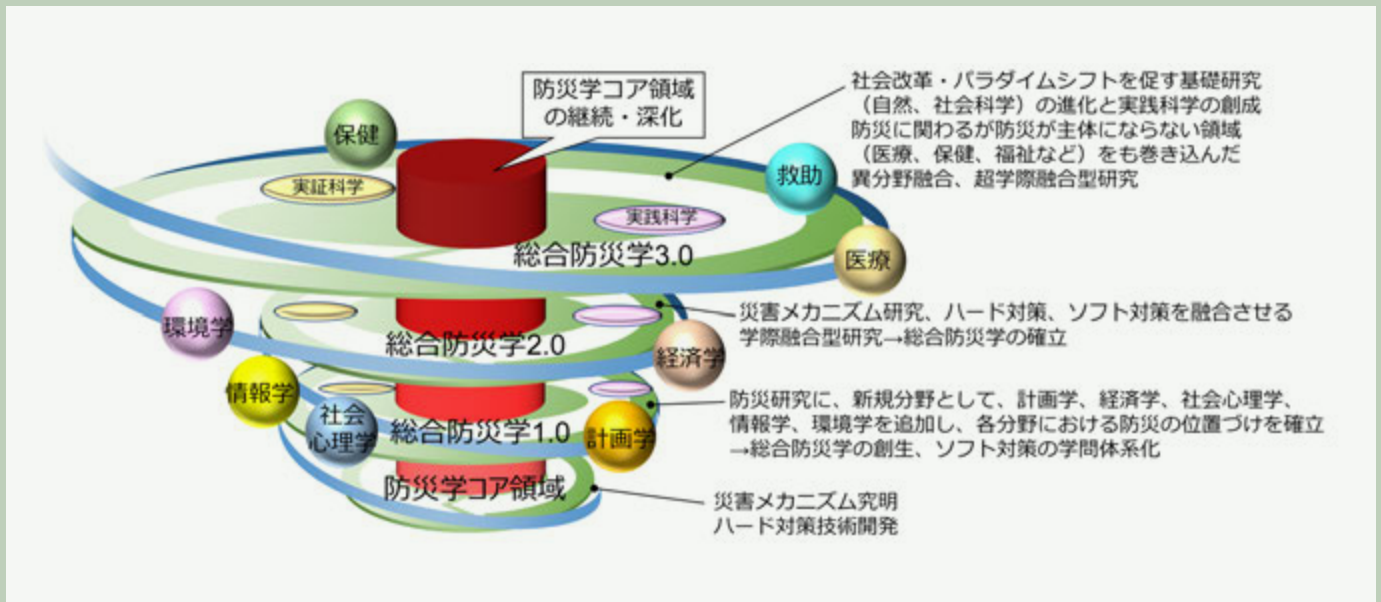 防災学コア領域
の継続・深化
社会改革・パラダイムシフトを促す基礎研究
（自然、社会科学）の進化と実践科学の創成
防災に関わるが防災が主体にならない領域
（医療、保健、福祉など）をも巻き込んだ
異分野融合、超学際融合型研究
保健
救助
実証科学
実践科学
総合防災学3.0
医療
環境学
災害メカニズム研究、ハード対策、ソフト対策を融合させる
学際融合型研究→総合防災学の確立
総合防災学2.0
経済学
情報学
防災研究に、新規分野として、計画学、経済学、社会心理学、
情報学、環境学を追加し、各分野における防災の位置づけを確立
→総合防災学の創生、ソフト対策の学問体系化
社会
心理学
総合防災学1.0
計画学
防災学コア領域
災害メカニズム究明
ハード対策技術開発